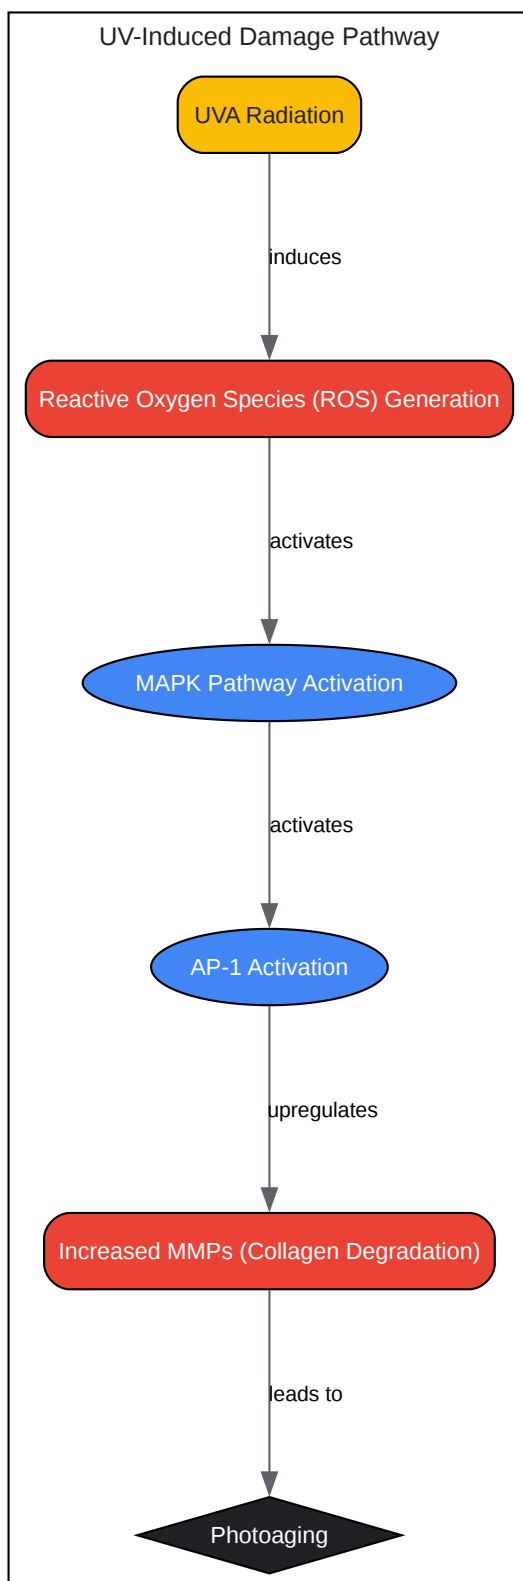 UV-Induced Damage Pathway
UVA Radiation
induces
Reactive Oxygen Species (ROS) Generation
activates
MAPK Pathway Activation
activates
AP-1 Activation
upregulates
Increased MMPs (Collagen Degradation)
leads to
Photoaging